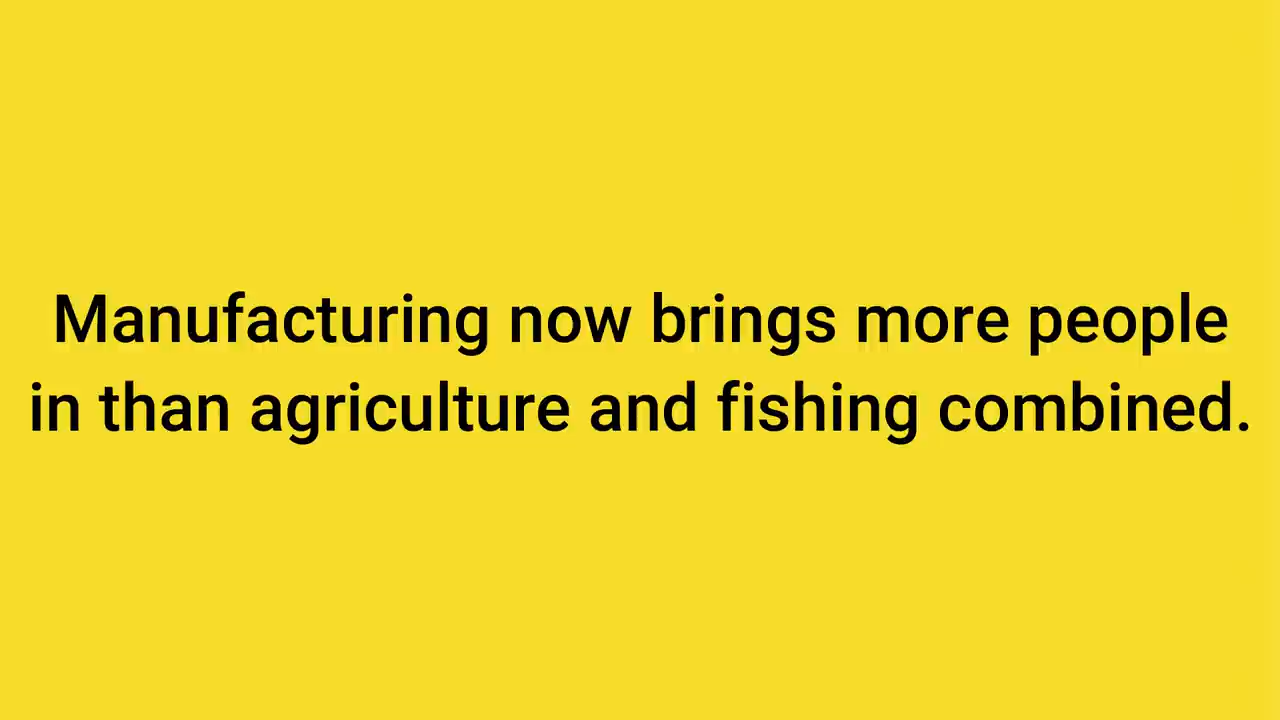 Manufacturing now brings more people
in than agriculture and fishing combined.